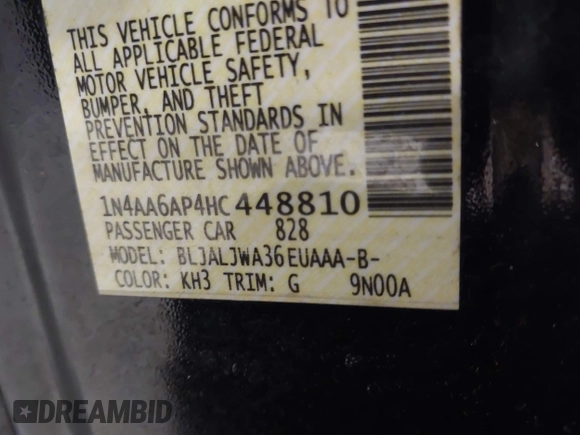 THIS VEHICLE CONFORMS TO
ALL APPLICABLE FEDERAL
MOTOR VEHICLE SAFETY,
BUMPER, AND THEFT
PREVENTION STANDARDS IN
EFFECT ON THE DATE OF
MANUFACTURE SHOWN ABOVE.
1N4AA6AP4HC448810
PASSENGER CAR 828
MODEL: BLJALJWA36EUAAA-B-
COLOR: KH3 TRIM: G 9N00A
DREAMBID